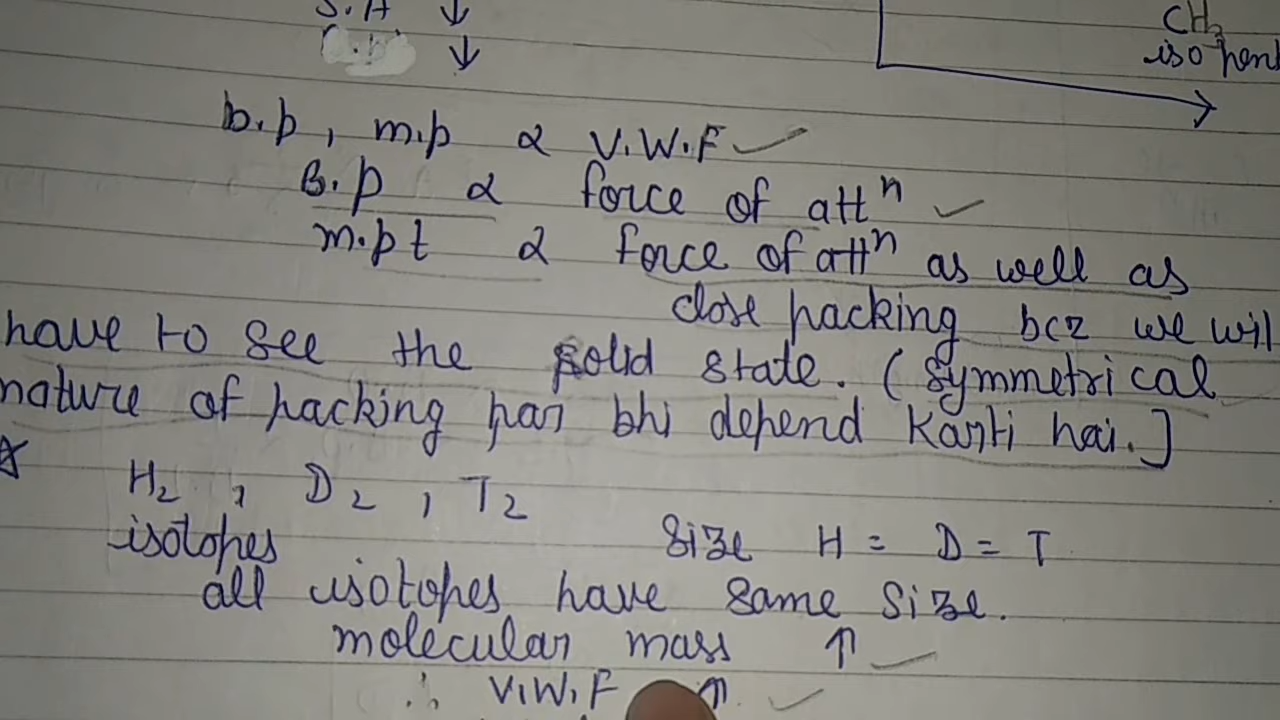 S.A ↓
↓
CH3
iso pent
b.p, m.p α V.W.F ✓
B.p α force of attⁿ ✓
m.pt α force of attⁿ as well as
close packing bcz we will
have to see the solid state. (symmetrical
nature of packing par bhi depend karti hai.]
H2, D2, T2
isotopes
Size H = D = T
all isotopes have same size.
molecular mass ↑
∴ V.W.F ↑ ✓